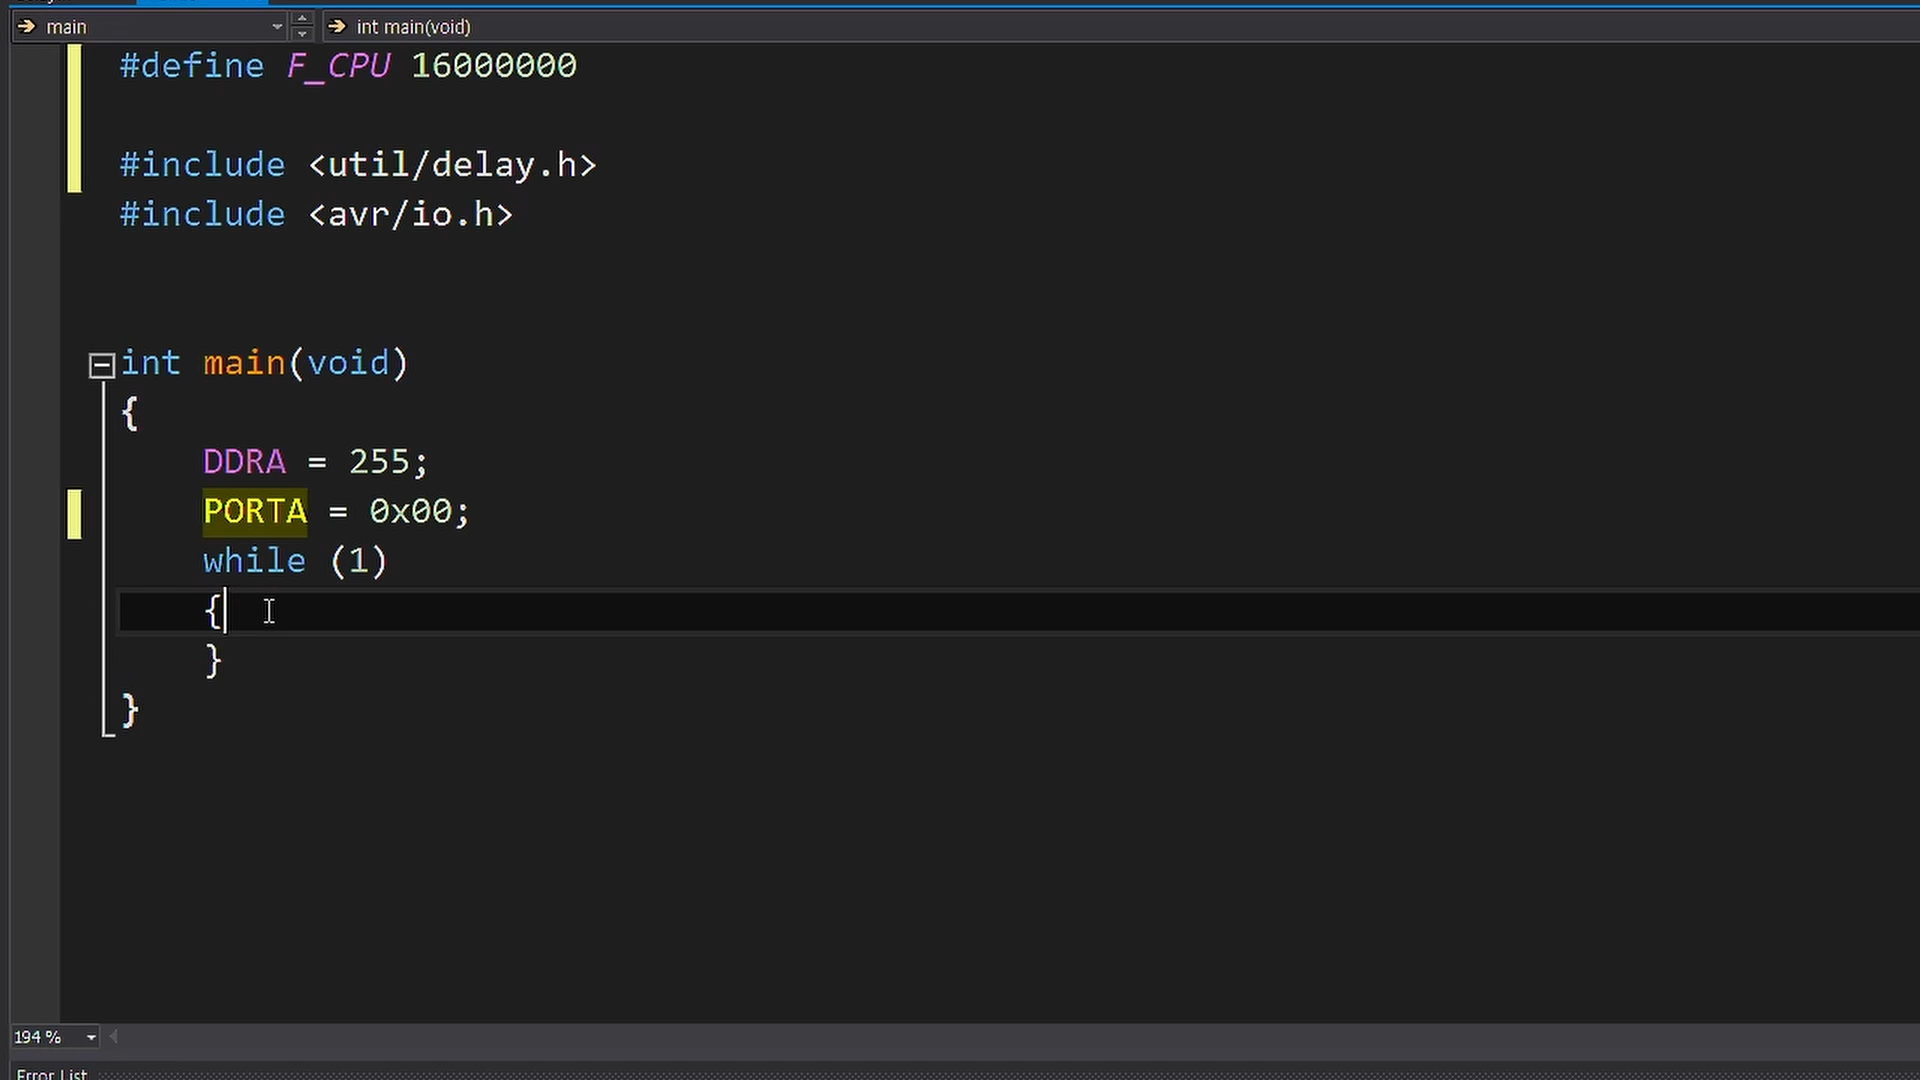 main
int main(void)
#define F_CPU 16000000
#include <util/delay.h>
#include <avr/io.h>
int main(void)
{
DDRA = 255;
PORTA = 0x00;
while (1)
{
}
}
194 %
Error List